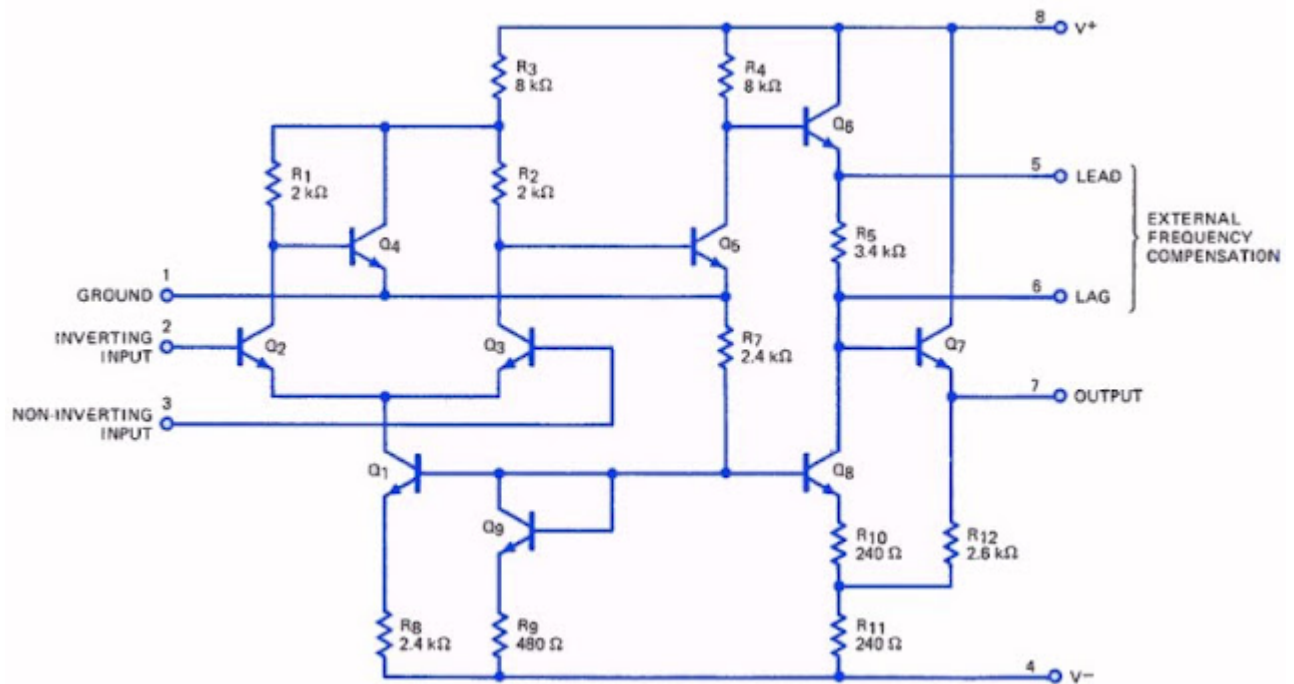 R3
8 kΩ
R4
8 kΩ
8
V+
Q6
R1
2 kΩ
R2
2 kΩ
5
LEAD
Q4
Q5
R5
3.4 kΩ
EXTERNAL
FREQUENCY
COMPENSATION
1
GROUND
6
LAG
2
INVERTING
INPUT
Q2
Q3
R7
2.4 kΩ
Q7
7
OUTPUT
3
NON-INVERTING
INPUT
Q1
Q8
Q9
R10
240 Ω
R12
2.6 kΩ
R8
2.4 kΩ
R9
480 Ω
R11
240 Ω
4
V−